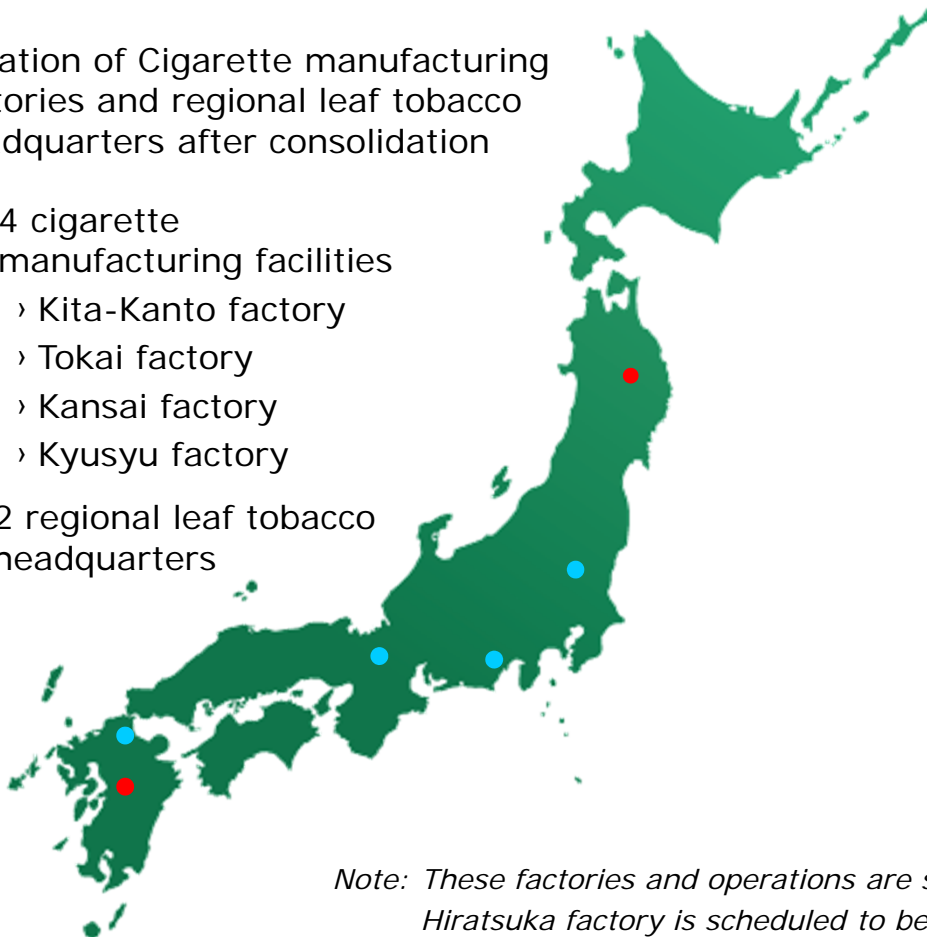 ation of Cigarette manufacturing
tories and regional leaf tobacco
dquarters after consolidation
4 cigarette
manufacturing facilities
› Kita-Kanto factory
› Tokai factory
› Kansai factory
› Kyusyu factory
2 regional leaf tobacco
headquarters
Note: These factories and operations are s
Hiratsuka factory is scheduled to be